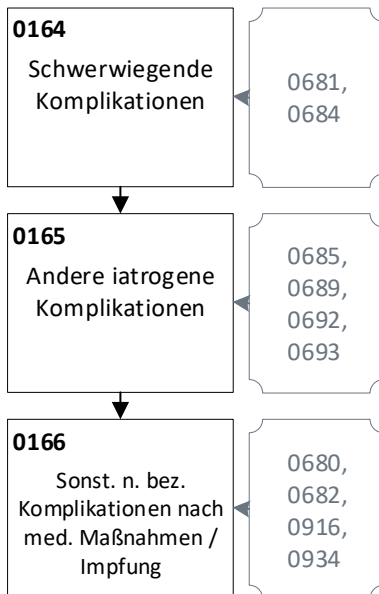 0164
Schwerwiegende
Komplikationen
0681,
0684
0165
Andere iatrogene
Komplikationen
0685,
0689,
0692,
0693
0166
Sonst. n. bez.
Komplikationen nach
med. Maßnahmen /
Impfung
0680,
0682,
0916,
0934